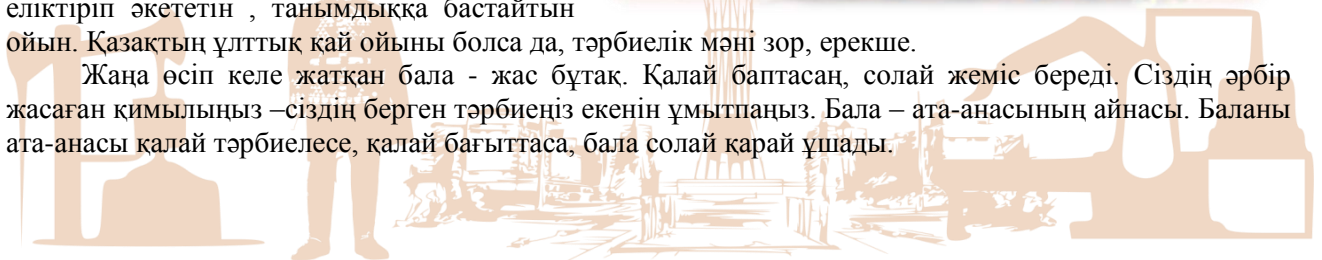 еліктіріп әкететін , танымдыққа бастайтын
ойын. Қазақтың ұлттық қай ойыны болса да, тәрбиелік мәні зор, ерекше.
Жаңа өсіп келе жатқан бала - жас бұтақ. Қалай баптасаң, солай жеміс береді. Сіздің әрбір
жасаған қимылыңыз –сіздің берген тәрбиеңіз екенін ұмытпаңыз. Бала – ата-анасының айнасы. Баланы
ата-анасы қалай тәрбиелесе, қалай бағыттаса, бала солай қарай ұшады.